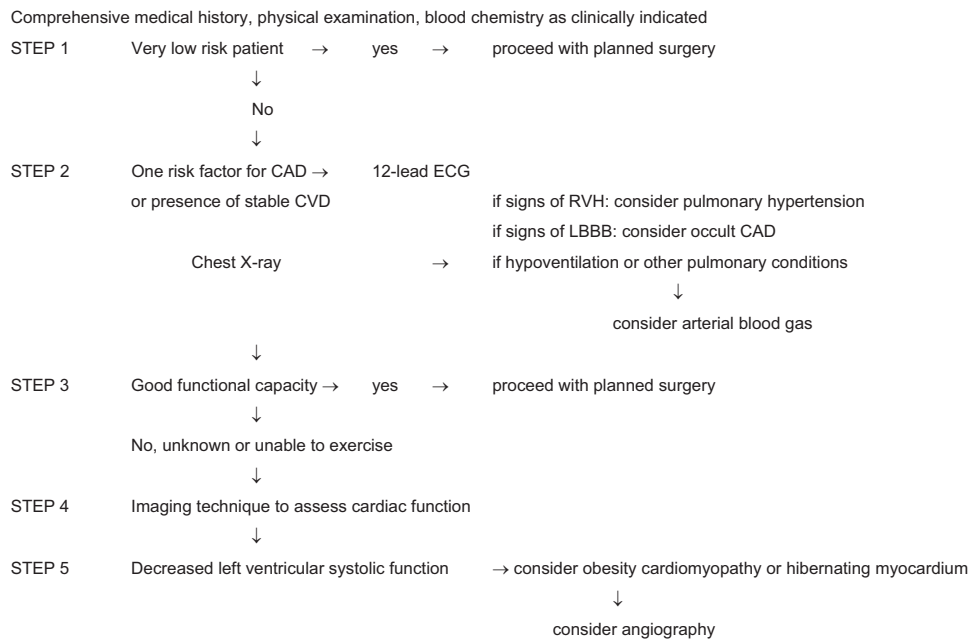 Comprehensive medical history, physical examination, blood chemistry as clinically indicated
STEP 1 Very low risk patient → yes → proceed with planned surgery
↓
No
↓
STEP 2 One risk factor for CAD → 12-lead ECG
or presence of stable CVD if signs of RVH: consider pulmonary hypertension
if signs of LBBB: consider occult CAD
Chest X-ray → if hypoventilation or other pulmonary conditions
↓
consider arterial blood gas
↓
STEP 3 Good functional capacity → yes → proceed with planned surgery
↓
No, unknown or unable to exercise
↓
STEP 4 Imaging technique to assess cardiac function
↓
STEP 5 Decreased left ventricular systolic function → consider obesity cardiomyopathy or hibernating myocardium
↓
consider angiography